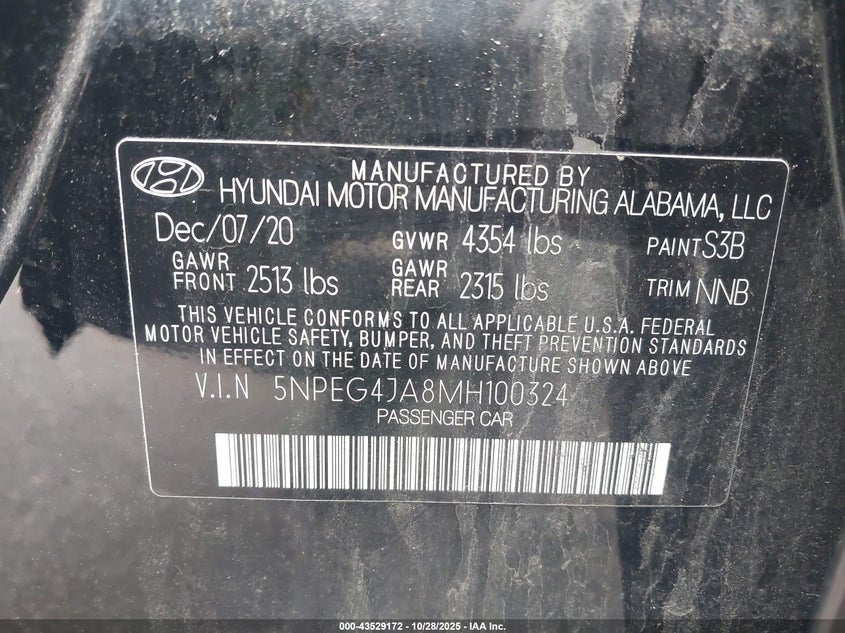 MANUFACTURED BY
HYUNDAI MOTOR MANUFACTURING ALABAMA, LLC
Dec/07/20 GVWR 4354 lbs PAINT S3B
GAWR FRONT 2513 lbs GAWR REAR 2315 lbs TRIM NNB
THIS VEHICLE CONFORMS TO ALL APPLICABLE U.S.A. FEDERAL
MOTOR VEHICLE SAFETY, BUMPER, AND THEFT PREVENTION STANDARDS
IN EFFECT ON THE DATE OF MANUFACTURE SHOWN ABOVE
V.I.N 5NPEG4JA8MH100324
PASSENGER CAR
000-43529172 - 10/28/2025 - IAA Inc.